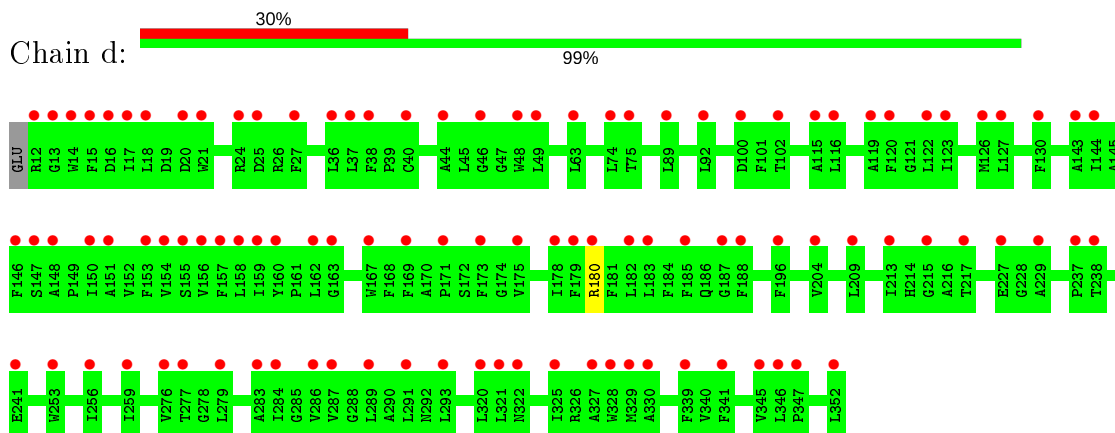 30%
Chain d:
99%
GLU R12 G13 W14 F15 D16 I17 L18 D19 D20 W21 R24 D25 R26 F27 L36 L37 F38 P39 C40 A44 L45 G46 G47 W48 L49 L63 L74 T75 L89 L92 D100 F101 T102 A115 L116 A119 F120 G121 L122 I123 M126 L127 F130 A143 I144 A145
F146 S147 A148 P149 I150 A151 V152 F153 V154 S155 V156 F157 L158 I159 Y160 P161 L162 G163 W167 F168 F169 A170 P171 S172 F173 G174 V175 I178 F179 R180 F181 L182 L183 F184 F185 Q186 G187 F188 F196 V204 L209 I213 H214 G215 A216 T217 E227 G228 A229 P237 T238
E241 W253 I256 I259 V276 T277 G278 L279 A283 I284 G285 V286 V287 G288 L289 A290 L291 N292 L293 L320 L321 N322 I325 R326 A327 W328 M329 A330 F339 V340 F341 V345 L346 P347 L352